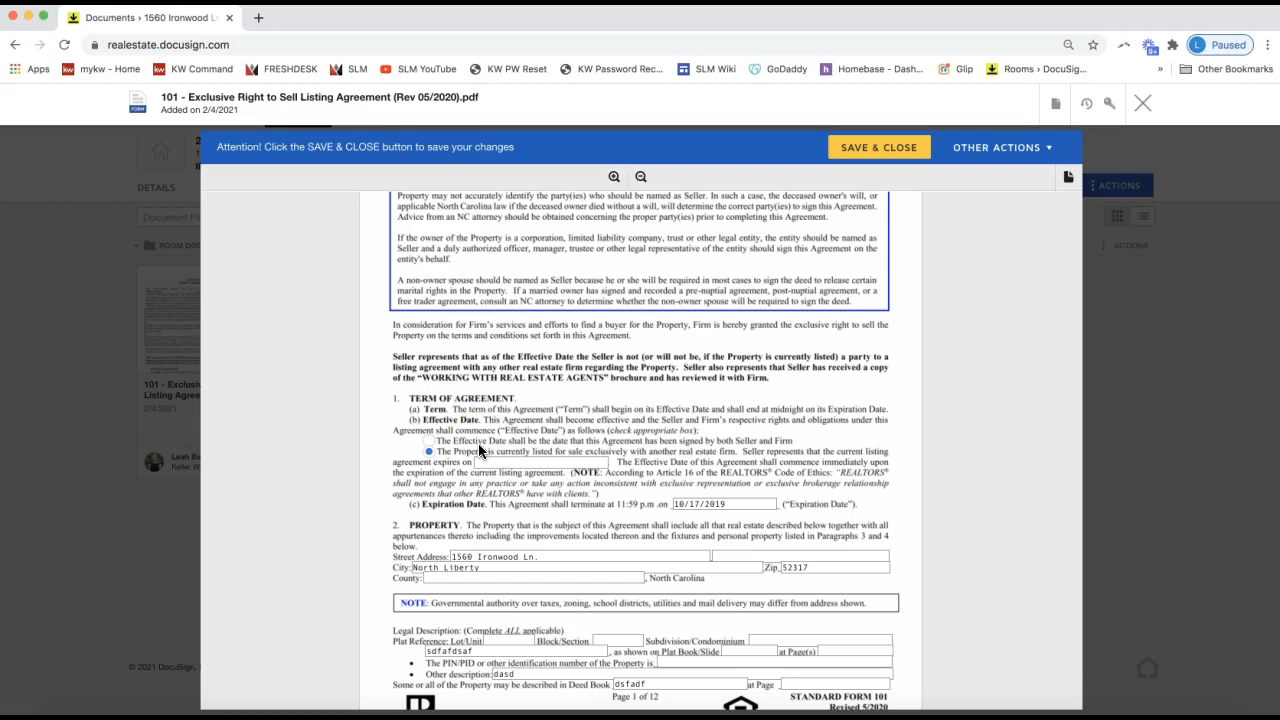 Documents › 1560 Ironwood L
realestate.docusign.com
L Paused
Apps mykw - Home KW Command FRESHDESK SLM SLM YouTube KW PW Reset KW Password Rec... SLM Wiki GoDaddy Homebase - Dash... Glip Rooms › DocuSig... » Other Bookmarks
101 - Exclusive Right to Sell Listing Agreement (Rev 05/2020).pdf
FORM
Added on 2/4/2021
Attention! Click the SAVE & CLOSE button to save your changes
SAVE & CLOSE
OTHER ACTIONS
DETAILS
ACTIONS
Document
ROOM DOC
ACTIONS
101 - Exclusiv
Listing Agreem
2/4/2021
Leah B
Keller W
© 2021 DocuSign,
Property may not accurately identify the party(ies) who should be named as Seller. In such a case, the deceased owner's will, or
applicable North Carolina law if the deceased owner died without a will, will determine the correct party(ies) to sign this Agreement.
Advice from an NC attorney should be obtained concerning the proper party(ies) prior to completing this Agreement.
If the owner of the Property is a corporation, limited liability company, trust or other legal entity, the entity should be named as
Seller and a duly authorized officer, manager, trustee or other legal representative of the entity should sign this Agreement on the
entity's behalf.
A non-owner spouse should be named as Seller because he or she will be required in most cases to sign the deed to release certain
marital rights in the Property. If a married owner has signed and recorded a pre-nuptial agreement, post-nuptial agreement, or a
free trader agreement, consult an NC attorney to determine whether the non-owner spouse will be required to sign the deed.
In consideration for Firm's services and efforts to find a buyer for the Property, Firm is hereby granted the exclusive right to sell the
Property on the terms and conditions set forth in this Agreement.
Seller represents that as of the Effective Date the Seller is not (or will not be, if the Property is currently listed) a party to a
listing agreement with any other real estate firm regarding the Property. Seller also represents that Seller has received a copy
of the "WORKING WITH REAL ESTATE AGENTS" brochure and has reviewed it with Firm.
1. TERM OF AGREEMENT.
(a) Term. The term of this Agreement ("Term") shall begin on its Effective Date and shall end at midnight on its Expiration Date.
(b) Effective Date. This Agreement shall become effective and the Seller and Firm's respective rights and obligations under this
Agreement shall commence ("Effective Date") as follows (check appropriate box):
The Effective Date shall be the date that this Agreement has been signed by both Seller and Firm
The Property is currently listed for sale exclusively with another real estate firm. Seller represents that the current listing
agreement expires on The Effective Date of this Agreement shall commence immediately upon
the expiration of the current listing agreement. (NOTE: According to Article 16 of the REALTORS® Code of Ethics: "REALTORS®
shall not engage in any practice or take any action inconsistent with exclusive representation or exclusive brokerage relationship
agreements that other REALTORS® have with clients.")
(c) Expiration Date. This Agreement shall terminate at 11:59 p.m .on 10/17/2019 ("Expiration Date").
2. PROPERTY. The Property that is the subject of this Agreement shall include all that real estate described below together with all
appurtenances thereto including the improvements located thereon and the fixtures and personal property listed in Paragraphs 3 and 4
below.
Street Address: 1560 Ironwood Ln.
City: North Liberty Zip 52317
County: , North Carolina
NOTE: Governmental authority over taxes, zoning, school districts, utilities and mail delivery may differ from address shown.
Legal Description: (Complete ALL applicable)
Plat Reference: Lot/Unit Block/Section Subdivision/Condominium
sdfafdsaf , as shown on Plat Book/Slide at Page(s)
• The PIN/PID or other identification number of the Property is
• Other description: dasd
Some or all of the Property may be described in Deed Book dsfadf at Page
Page 1 of 12
STANDARD FORM 101
Revised 5/2020